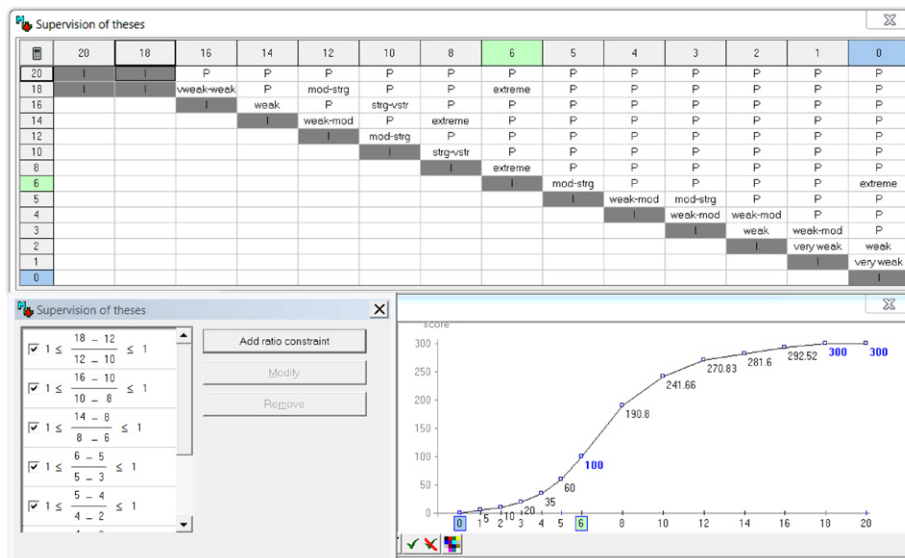 Supervision of theses
20 18 16 14 12 10 8 6 5 4 3 2 1 0
20 I I P P P P P P P P P P P P
18 I I vweak-weak P mod-strg P P extreme P P P P P P
16 I weak P strg-vstr P P P P P P P P
14 I weak-mod P extreme P P P P P P P
12 I mod-strg P P P P P P P P
10 I strg-vstr P P P P P P P
8 I extreme P P P P P P
6 I mod-strg P P P P extreme
5 I weak-mod mod-strg P P P
4 I weak-mod weak-mod P P
3 I weak weak-mod P
2 I very weak weak
1 I very weak
0 I
Supervision of theses
1 ≤ 18 - 12 / 12 - 10 ≤ 1
1 ≤ 16 - 10 / 10 - 8 ≤ 1
1 ≤ 14 - 8 / 8 - 6 ≤ 1
1 ≤ 6 - 5 / 5 - 3 ≤ 1
1 ≤ 5 - 4 / 4 - 2 ≤ 1
Add ratio constraint
Modify
Remove
score
300
250
200
150
100
50
0
5
10
20
35
60
100
190.8
241.66
270.83
281.6
292.52
300
300
0 1 2 3 4 5 6 8 10 12 14 16 18 20